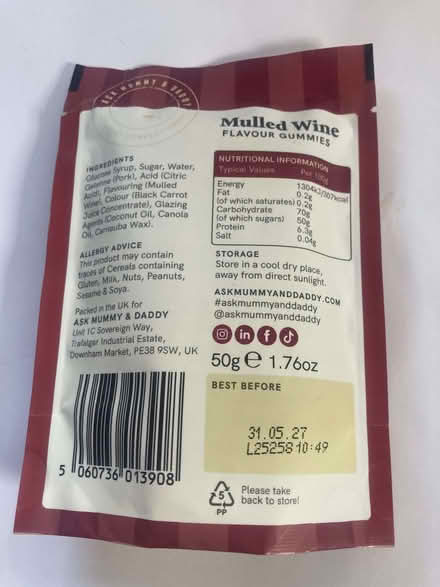 ASK MUMMY & DADDY
Mulled Wine
FLAVOUR GUMMIES
INGREDIENTS
Glucose Syrup, Sugar, Water,
Gelatine (Pork), Acid (Citric
Acid), Flavouring (Mulled
Wine), Colour (Black Carrot
Juice Concentrate), Glazing
Agents (Coconut Oil, Canola
Oil, Carnauba Wax).
ALLERGY ADVICE
This product may contain
traces of Cereals containing
Gluten, Milk, Nuts, Peanuts,
Sesame & Soya.
Packed in the UK for
ASK MUMMY & DADDY
Unit 1C Sovereign Way,
Trafalgar Industrial Estate,
Downham Market, PE38 9SW, UK
5 060736 013908
NUTRITIONAL INFORMATION
Typical Values Per 100g
Energy 1304kJ/307kcal
Fat 0.2g
(of which saturates) 0.2g
Carbohydrate 70g
(of which sugars) 50g
Protein 6.3g
Salt 0.04g
STORAGE
Store in a cool dry place,
away from direct sunlight.
ASKMUMMYANDDADDY.COM
#askmummyanddaddy
@askmummyanddaddy
50g e 1.76oz
BEST BEFORE
31.05.27
L25258 10:49
5
PP
Please take
back to store!